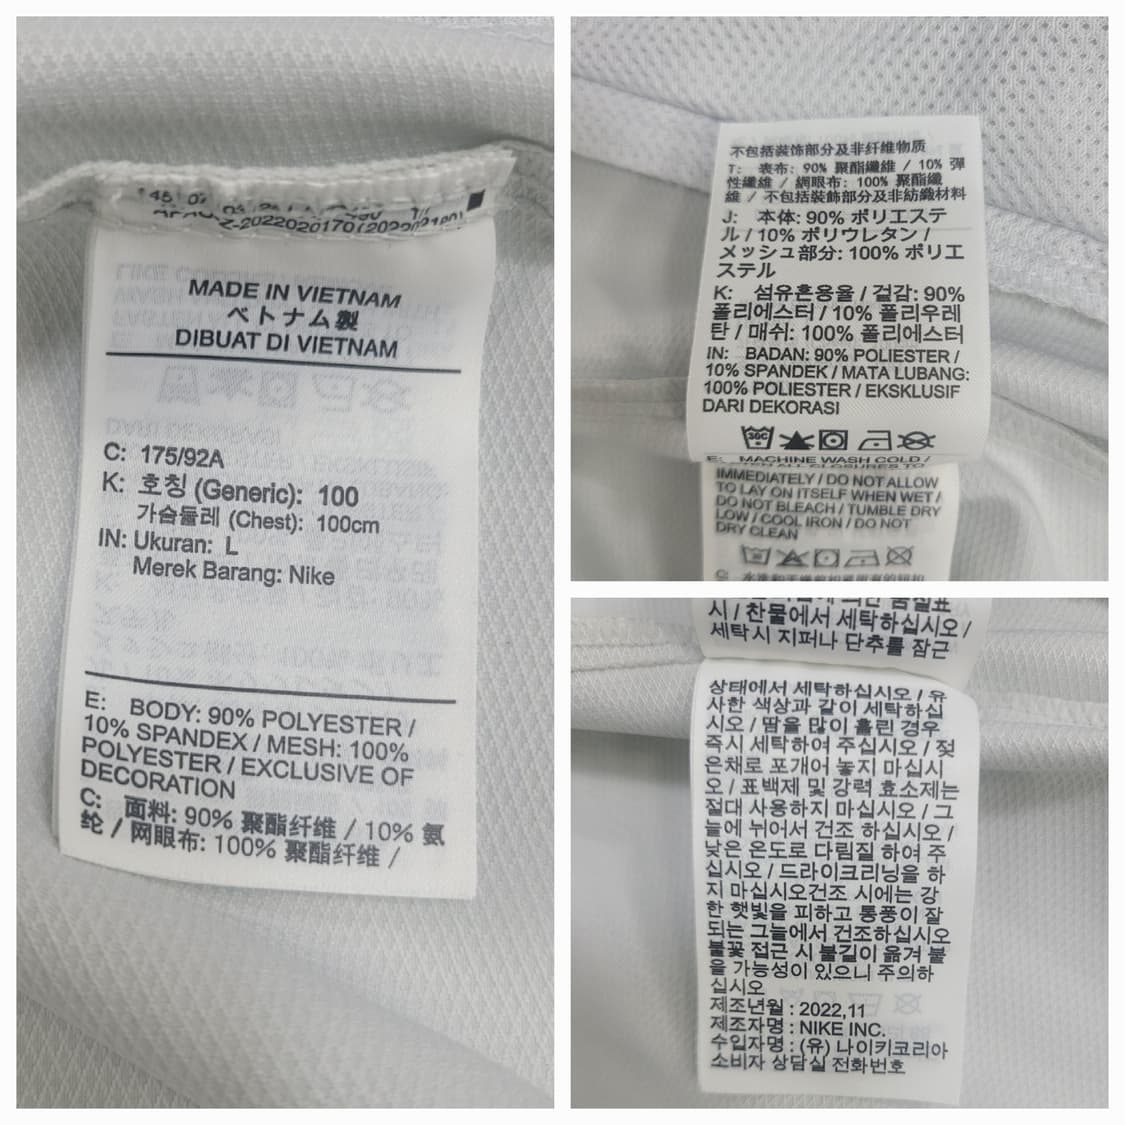 MADE IN VIETNAM
ベトナム製
DIBUAT DI VIETNAM
C: 175/92A
K: 호칭 (Generic): 100
가슴둘레 (Chest): 100cm
IN: Ukuran: L
Merek Barang: Nike
E: BODY: 90% POLYESTER /
10% SPANDEX / MESH: 100%
POLYESTER / EXCLUSIVE OF
DECORATION
C: 面料: 90% 聚酯纤维 / 10% 氨
纶 / 网眼布: 100% 聚酯纤维 /
不包括装饰部分及非纤维物质
T: 表布: 90% 聚酯纖維 / 10% 彈
性纖維 / 網眼布: 100% 聚酯纖
維 / 不包括裝飾部分及非紡織材料
J: 本体: 90% ポリエステ
ル / 10% ポリウレタン /
メッシュ部分: 100% ポリエ
ステル
K: 섬유혼용율 / 겉감: 90%
폴리에스터 / 10% 폴리우레
탄 / 매쉬: 100% 폴리에스터
IN: BADAN: 90% POLIESTER /
10% SPANDEK / MATA LUBANG:
100% POLIESTER / EKSKLUSIF
DARI DEKORASI
30C
E: MACHINE WASH COLD /
IMMEDIATELY / DO NOT ALLOW
TO LAY ON ITSELF WHEN WET /
DO NOT BLEACH / TUMBLE DRY
LOW / COOL IRON / DO NOT
DRY CLEAN
시 / 찬물에서 세탁하십시오 /
세탁시 지퍼나 단추를 잠근
상태에서 세탁하십시오 / 유
사한 색상과 같이 세탁하십
시오 / 땀을 많이 흘린 경우
즉시 세탁하여 주십시오 / 젖
은채로 포개어 놓지 마십시
오 / 표백제 및 강력 효소제는
절대 사용하지 마십시오 / 그
늘에 뉘어서 건조 하십시오 /
낮은 온도로 다림질 하여 주
십시오 / 드라이크리닝을 하
지 마십시오건조 시에는 강
한 햇빛을 피하고 통풍이 잘
되는 그늘에서 건조하십시오
불꽃 접근 시 불길이 옮겨 붙
을 가능성이 있으니 주의하
십시오
제조년월 : 2022,11
제조자명 : NIKE INC.
수입자명 : (유) 나이키코리아
소비자 상담실 전화번호